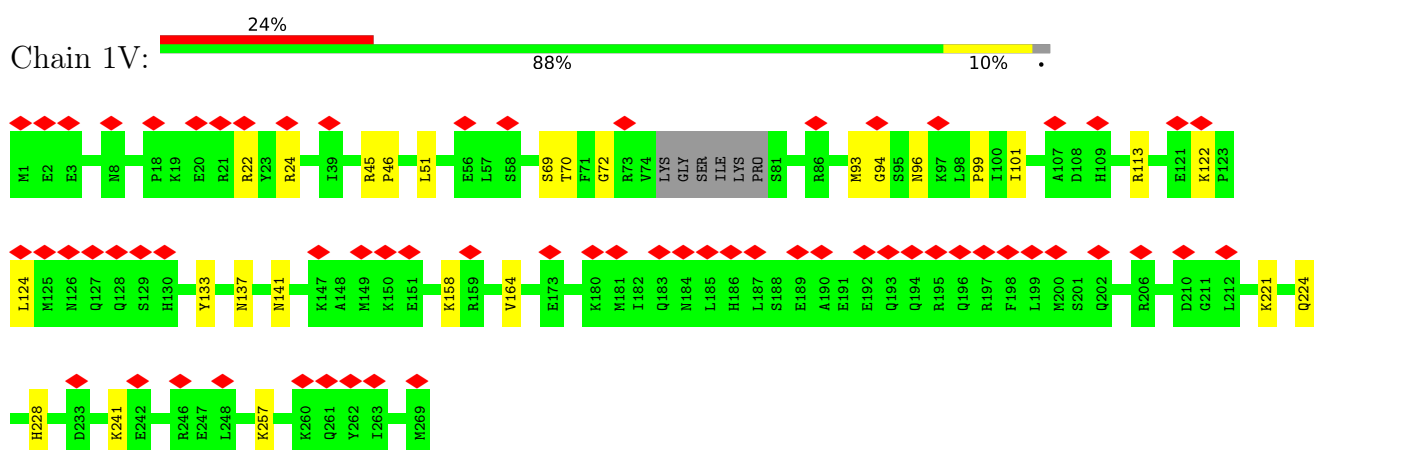 24%
Chain 1V:
88% 10% •
M1 E2 E3 N8 P18 K19 E20 R21 R22 Y23 R24 I39 R45 P46 L51 E56 L57 S58 S69 T70 F71 G72 R73 V74 LYS GLY SER ILE LYS PRO S81 R86 M93 G94 S95 N96 K97 L98 P99 I100 I101 A107 D108 H109 R113 E121 K122 P123
L124 M125 N126 Q127 Q128 S129 H130 Y133 N137 N141 K147 A148 M149 K150 E151 K158 R159 V164 E173 K180 M181 I182 Q183 N184 L185 H186 L187 S188 E189 A190 E191 E192 Q193 Q194 R195 Q196 R197 F198 L199 M200 S201 Q202 R206 D210 G211 L212 K221 Q224
H228 D233 K241 E242 R246 E247 L248 K257 K260 Q261 Y262 I263 M269